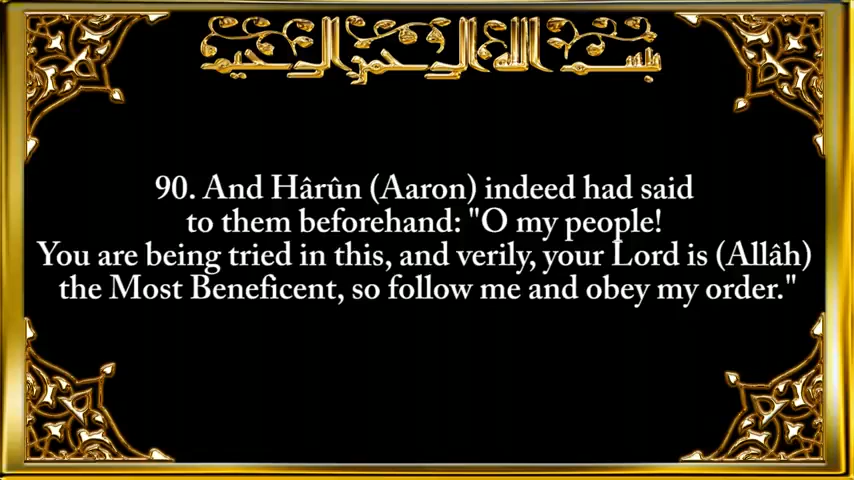 بسم الله الرحمن الرحيم
90. And Hârûn (Aaron) indeed had said
to them beforehand: "O my people!
You are being tried in this, and verily, your Lord is (Allâh)
the Most Beneficent, so follow me and obey my order."